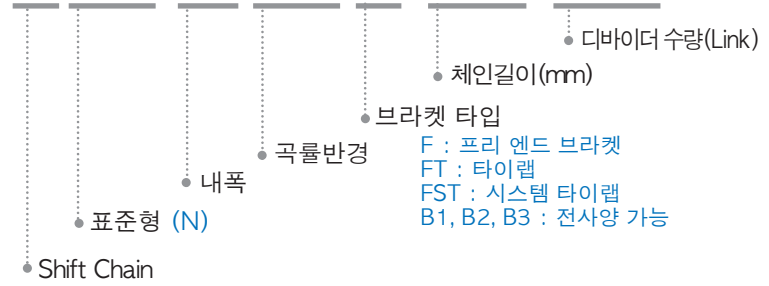 디바이더 수량(Link)
체인길이(mm)
브라켓 타입
F : 프리 엔드 브라켓
FT : 타이랩
FST : 시스템 타이랩
B1, B2, B3 : 전사양 가능
곡률반경
내폭
표준형 (N)
Shift Chain